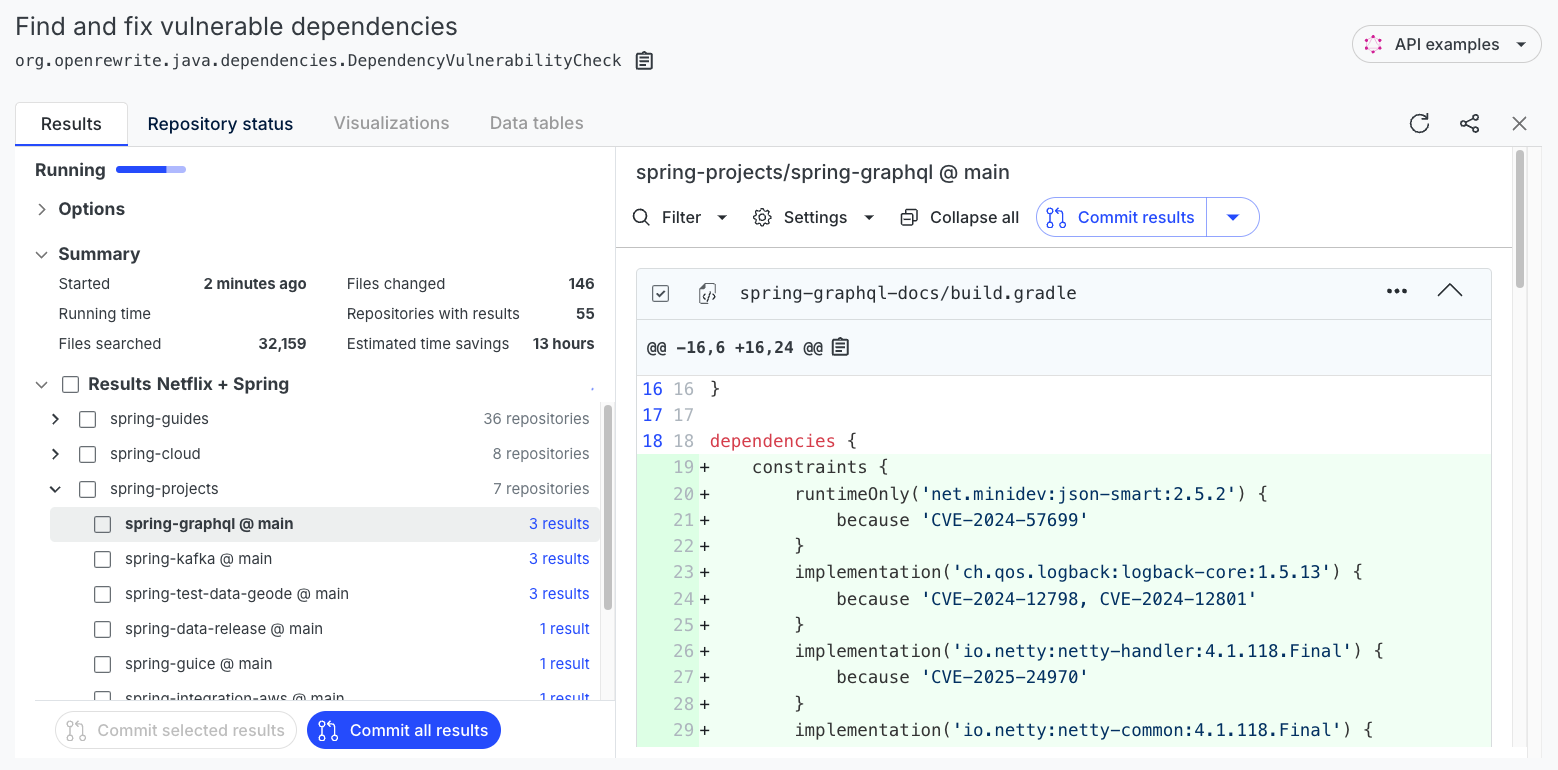 Find and fix vulnerable dependencies
org.openrewrite.java.dependencies.DependencyVulnerabilityCheck
API examples
Results Repository status Visualizations Data tables
Running
Options
Summary
Started 2 minutes ago Files changed 146
Running time Repositories with results 55
Files searched 32,159 Estimated time savings 13 hours
Results Netflix + Spring
spring-guides 36 repositories
spring-cloud 8 repositories
spring-projects 7 repositories
spring-graphql @ main 3 results
spring-kafka @ main 3 results
spring-test-data-geode @ main 3 results
spring-data-release @ main 1 result
spring-guice @ main 1 result
spring-integration-aws @ main 1 result
Commit selected results Commit all results
spring-projects/spring-graphql @ main
Filter Settings Collapse all Commit results
spring-graphql-docs/build.gradle
@@ -16,6 +16,24 @@
16 16 }
17 17
18 18 dependencies {
19 + constraints {
20 + runtimeOnly('net.minidev:json-smart:2.5.2') {
21 + because 'CVE-2024-57699'
22 + }
23 + implementation('ch.qos.logback:logback-core:1.5.13') {
24 + because 'CVE-2024-12798, CVE-2024-12801'
25 + }
26 + implementation('io.netty:netty-handler:4.1.118.Final') {
27 + because 'CVE-2025-24970'
28 + }
29 + implementation('io.netty:netty-common:4.1.118.Final') {